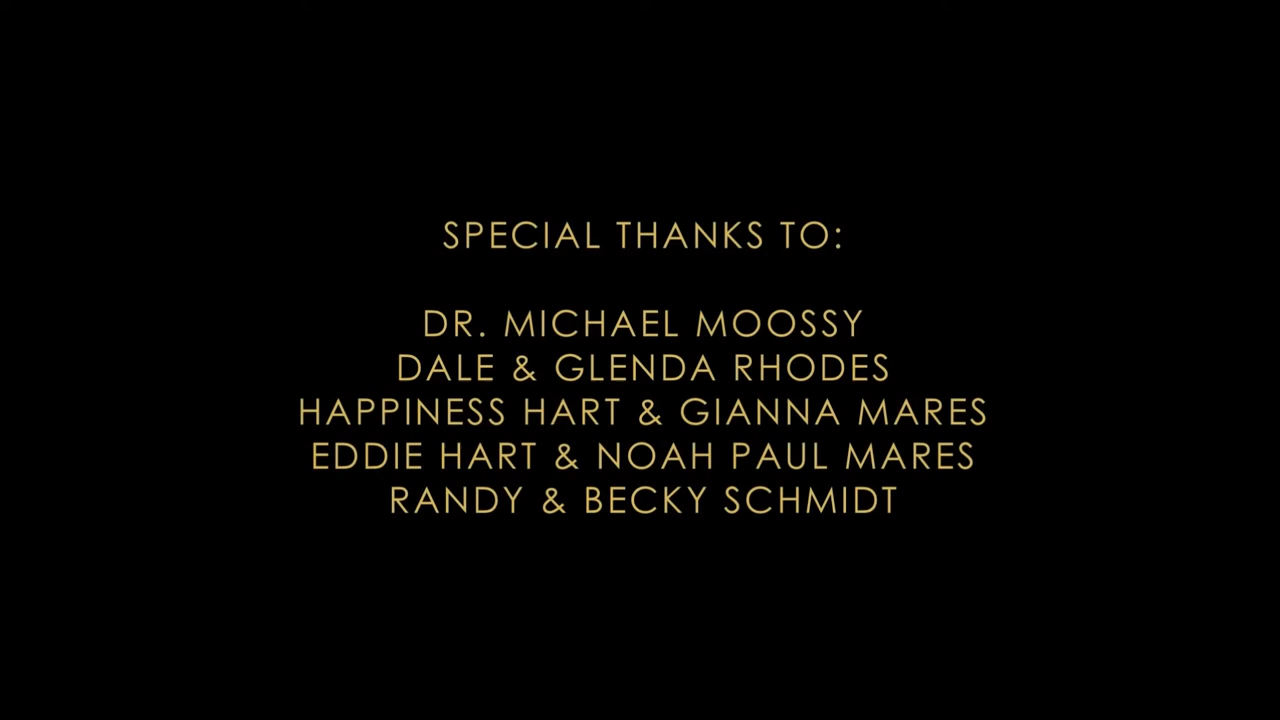 SPECIAL THANKS TO:
DR. MICHAEL MOOSSY
DALE & GLENDA RHODES
HAPPINESS HART & GIANNA MARES
EDDIE HART & NOAH PAUL MARES
RANDY & BECKY SCHMIDT